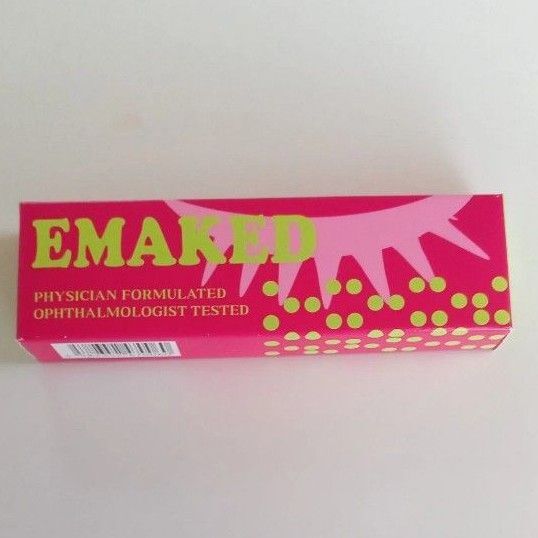 EMAKED
PHYSICIAN FORMULATED
OPHTHALMOLOGIST TESTED